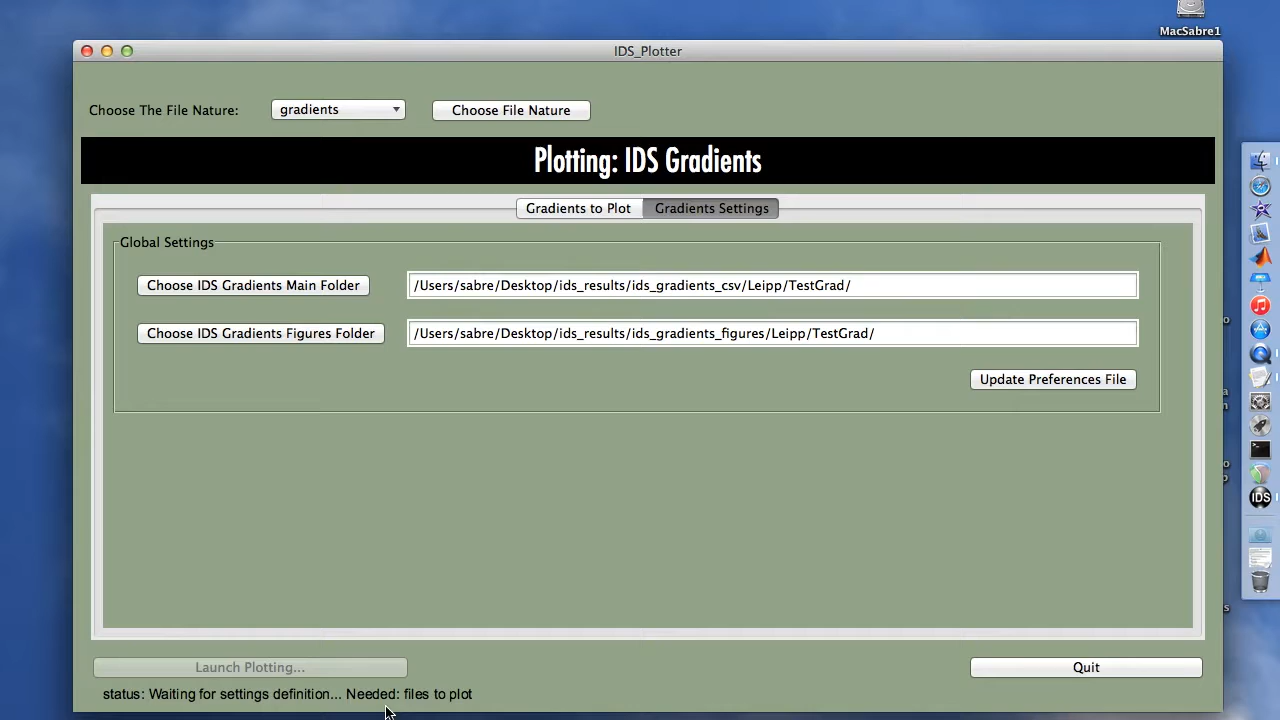 MacSabre1
IDS_Plotter
Choose The File Nature: gradients Choose File Nature
Plotting: IDS Gradients
Gradients to Plot Gradients Settings
Global Settings
Choose IDS Gradients Main Folder /Users/sabre/Desktop/ids_results/ids_gradients_csv/Leipp/TestGrad/
Choose IDS Gradients Figures Folder /Users/sabre/Desktop/ids_results/ids_gradients_figures/Leipp/TestGrad/
Update Preferences File
IDS
Launch Plotting... Quit
status: Waiting for settings definition... Needed: files to plot